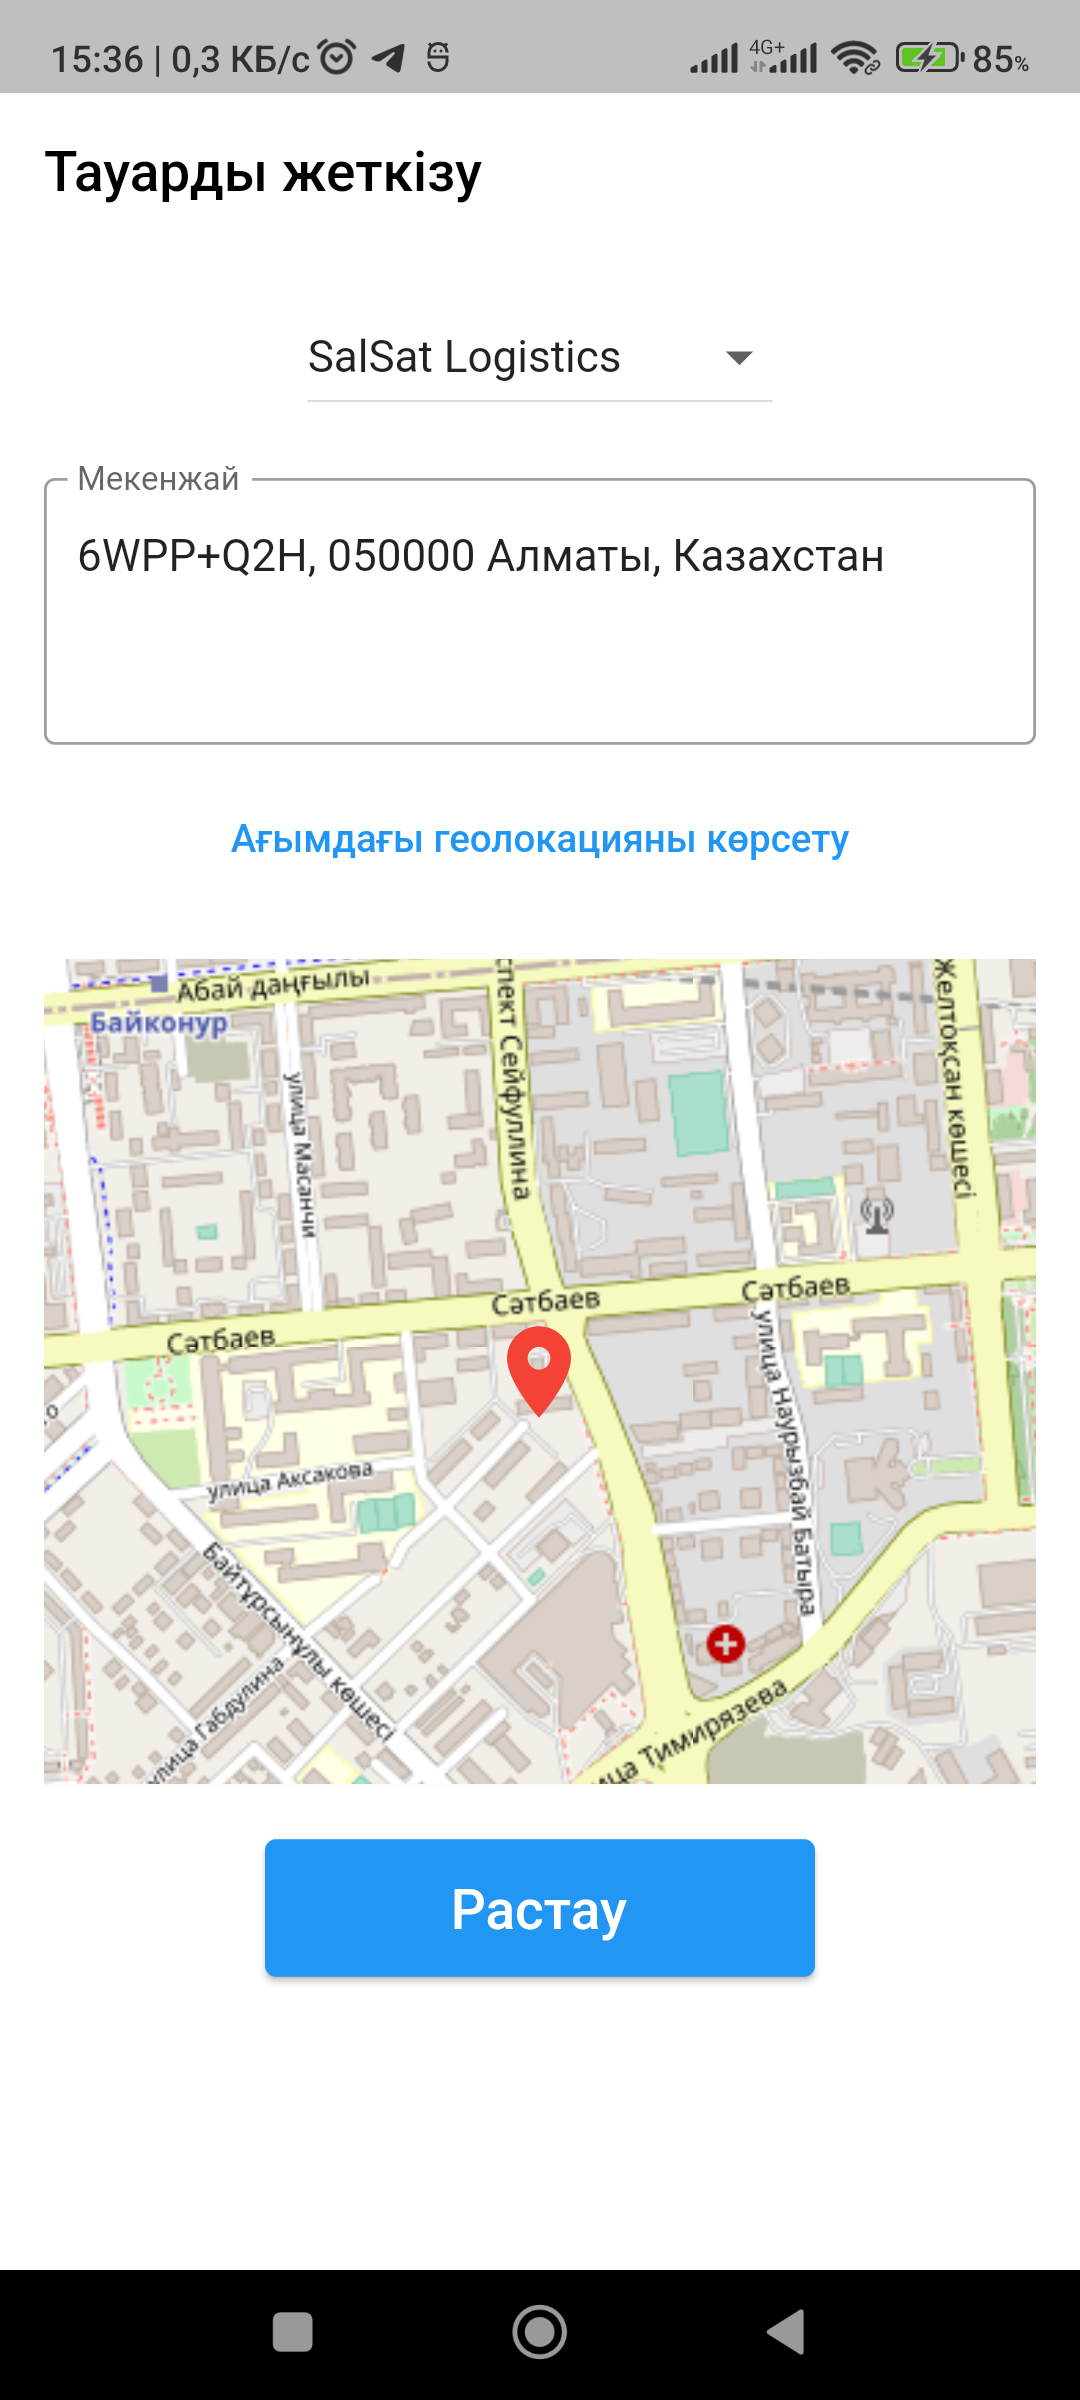 15:36 | 0,3 КБ/с
4G+
85%
Тауарды жеткізу
SalSat Logistics
Мекенжай
6WPP+Q2H, 050000 Алматы, Казахстан
Ағымдағы геолокацияны көрсету
Абай даңғылы
Байконур
улица Масанчи
спект Сейфуллина
Желтоқсан көшесі
Сәтбаев
Сәтбаев
Сәтбаев
улица Наурызбай Батыра
улица Аксакова
Байтұрсынұлы көшесі
улица Габдулина
ица Тимирязева
Растау